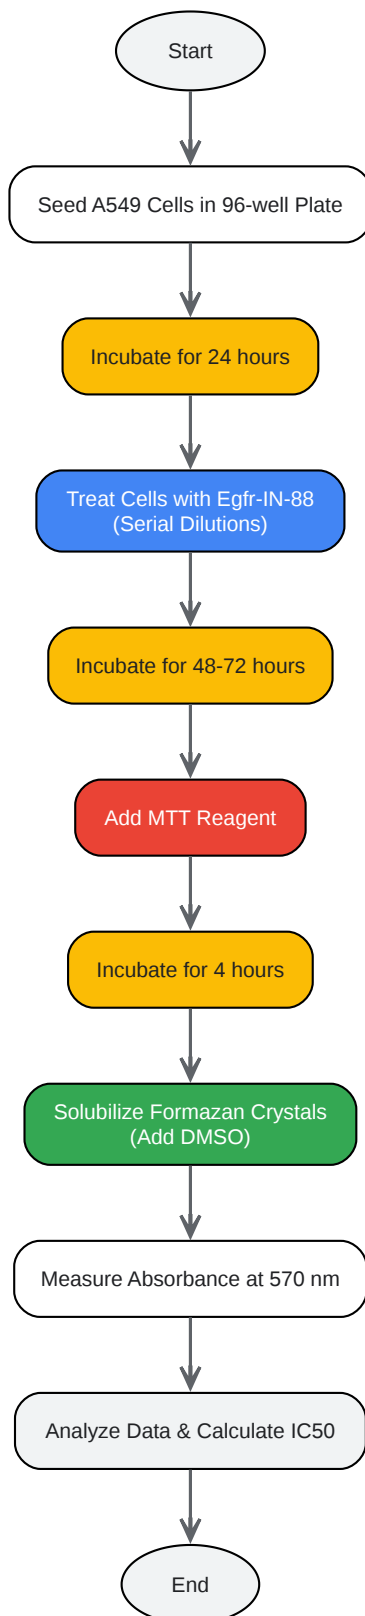 Start
Seed A549 Cells in 96-well Plate
Incubate for 24 hours
Treat Cells with Egfr-IN-88
(Serial Dilutions)
Incubate for 48-72 hours
Add MTT Reagent
Incubate for 4 hours
Solubilize Formazan Crystals
(Add DMSO)
Measure Absorbance at 570 nm
Analyze Data & Calculate IC50
End